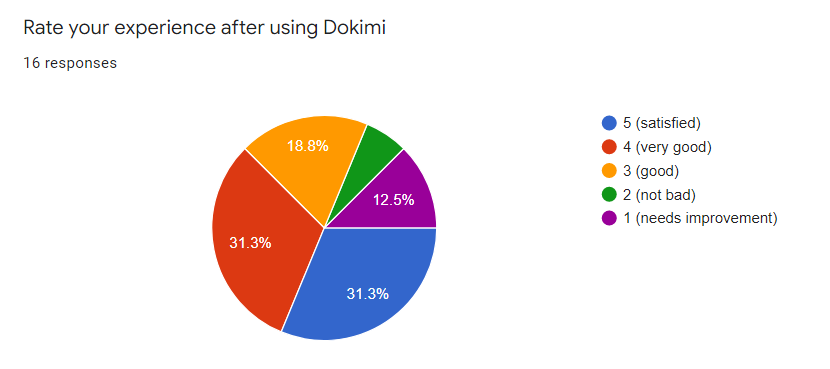 Rate your experience after using Dokimi
16 responses
5 (satisfied)
4 (very good)
3 (good)
2 (not bad)
1 (needs improvement)
18.8%
12.5%
31.3%
31.3%